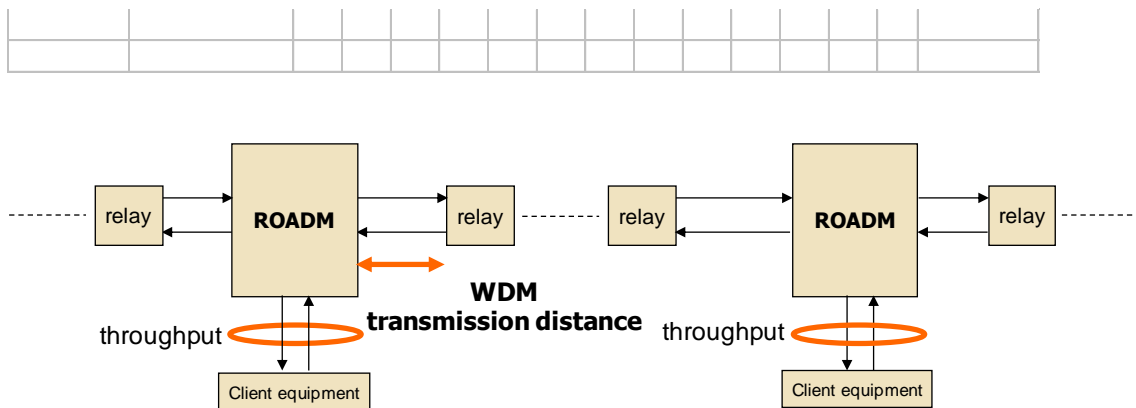 relay
ROADM
relay
relay
ROADM
relay
WDM
transmission distance
throughput
throughput
Client equipment
Client equipment